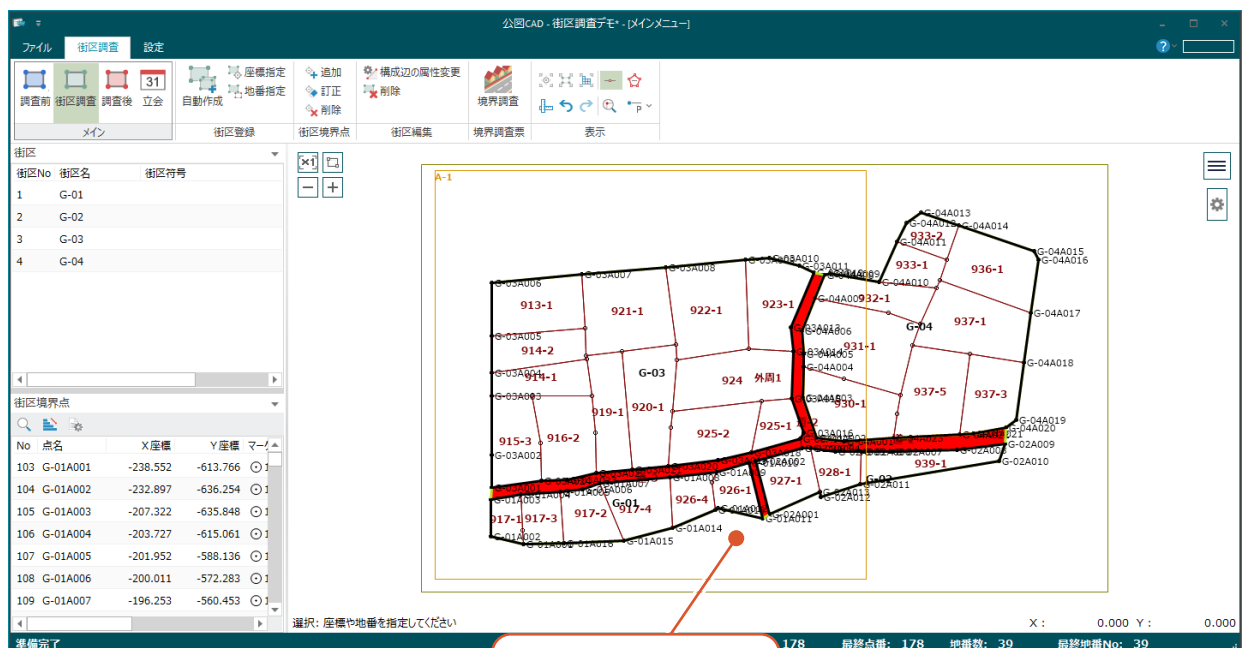 公図CAD - 街区調査デモ* - [メインメニュー]
ファイル 街区調査 設定
調査前 街区調査 調査後 立会
31
メイン
自動作成 座標指定 地番指定
街区登録
追加 訂正 削除
街区境界点
構成辺の属性変更 削除
街区編集
境界調査
境界調査票
表示
街区
街区No 街区名 街区符号
1 G-01
2 G-02
3 G-03
4 G-04
街区境界点
No 点名 X座標 Y座標
103 G-01A001 -238.552 -613.766
104 G-01A002 -232.897 -636.254
105 G-01A003 -207.322 -635.848
106 G-01A004 -203.727 -615.061
107 G-01A005 -201.952 -588.136
108 G-01A006 -200.011 -572.283
109 G-01A007 -196.253 -560.453
A-1
G-04A013
G-04A014
933-2
G-04A011
G-04A015
G-04A016
G-03A010
G-03A011
933-1
936-1
G-03A007
G-03A008
G-03A006
G-04A010
913-1
921-1
922-1
923-1
932-1
G-04A017
937-1
G-04
G-03A005
G-04A006
914-2
931-1
G-04A005
G-04A004
G-04A018
G-03
924
外周1
914-1
937-5
937-3
G-03A003
919-1
920-1
930-1
G-04A019
G-04A020
925-1
925-2
915-3
916-2
G-03A016
G-02A009
G-03A002
939-1
G-02A010
928-1
927-1
G-02A011
G-02A012
926-1
926-4
G-01
917-1
917-3
917-2
917-4
G-02A001
G-01A011
G-01A014
G-01A002
G-01A015
選択: 座標や地番を指定してください
X : 0.000 Y : 0.000
準備完了
178 最終点番: 178 地番数: 39 最終地番No: 39